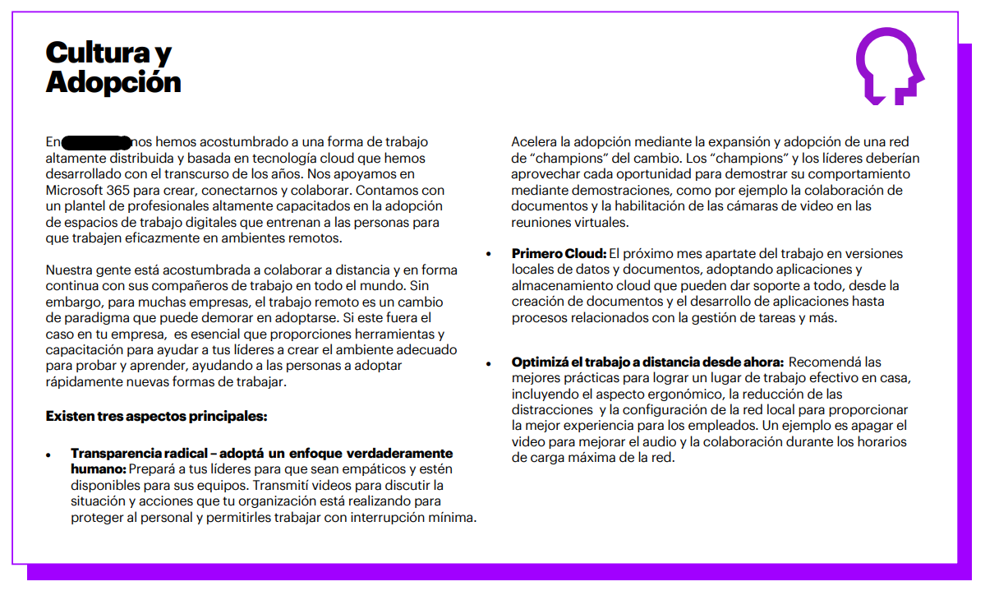 Cultura y
Adopción
En nos hemos acostumbrado a una forma de trabajo
altamente distribuida y basada en tecnología cloud que hemos
desarrollado con el transcurso de los años. Nos apoyamos en
Microsoft 365 para crear, conectarnos y colaborar. Contamos con
un plantel de profesionales altamente capacitados en la adopción
de espacios de trabajo digitales que entrenan a las personas para
que trabajen eficazmente en ambientes remotos.
Nuestra gente está acostumbrada a colaborar a distancia y en forma
continua con sus compañeros de trabajo en todo el mundo. Sin
embargo, para muchas empresas, el trabajo remoto es un cambio
de paradigma que puede demorar en adoptarse. Si este fuera el
caso en tu empresa, es esencial que proporciones herramientas y
capacitación para ayudar a tus líderes a crear el ambiente adecuado
para probar y aprender, ayudando a las personas a adoptar
rápidamente nuevas formas de trabajar.
Existen tres aspectos principales:
• Transparencia radical – adoptá un enfoque verdaderamente
humano: Prepará a tus líderes para que sean empáticos y estén
disponibles para sus equipos. Transmití videos para discutir la
situación y acciones que tu organización está realizando para
proteger al personal y permitirles trabajar con interrupción mínima.
Acelera la adopción mediante la expansión y adopción de una red
de “champions” del cambio. Los “champions” y los líderes deberían
aprovechar cada oportunidad para demostrar su comportamiento
mediante demostraciones, como por ejemplo la colaboración de
documentos y la habilitación de las cámaras de video en las
reuniones virtuales.
• Primero Cloud: El próximo mes apartate del trabajo en versiones
locales de datos y documentos, adoptando aplicaciones y
almacenamiento cloud que pueden dar soporte a todo, desde la
creación de documentos y el desarrollo de aplicaciones hasta
procesos relacionados con la gestión de tareas y más.
• Optimizá el trabajo a distancia desde ahora: Recomendá las
mejores prácticas para lograr un lugar de trabajo efectivo en casa,
incluyendo el aspecto ergonómico, la reducción de las
distracciones y la configuración de la red local para proporcionar
la mejor experiencia para los empleados. Un ejemplo es apagar el
video para mejorar el audio y la colaboración durante los horarios
de carga máxima de la red.